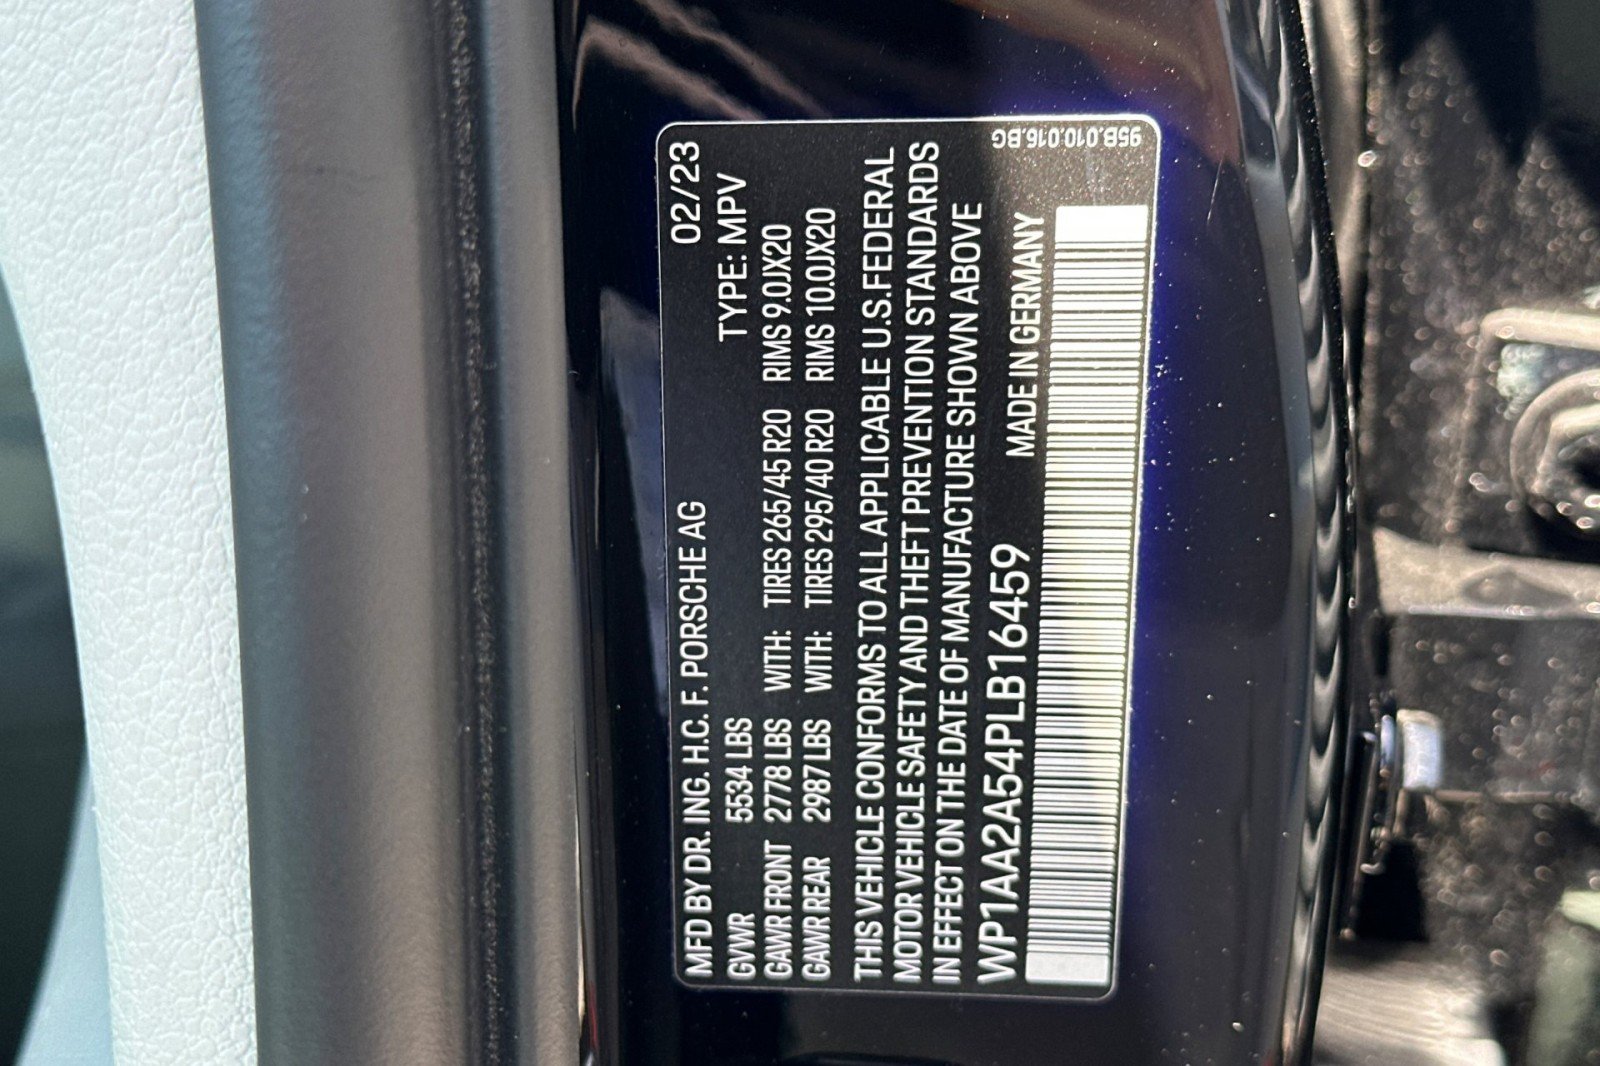 MFD BY DR. ING. H.C. F. PORSCHE AG 02/23
GVWR 5534 LBS TYPE: MPV
GAWR FRONT 2778 LBS WITH: TIRES 265/45 R20 RIMS 9.0JX20
GAWR REAR 2987 LBS WITH: TIRES 295/40 R20 RIMS 10.0JX20
THIS VEHICLE CONFORMS TO ALL APPLICABLE U.S.FEDERAL
MOTOR VEHICLE SAFETY AND THEFT PREVENTION STANDARDS
IN EFFECT ON THE DATE OF MANUFACTURE SHOWN ABOVE
WP1AA2A54PLB16459 MADE IN GERMANY
95B.010.016.BG